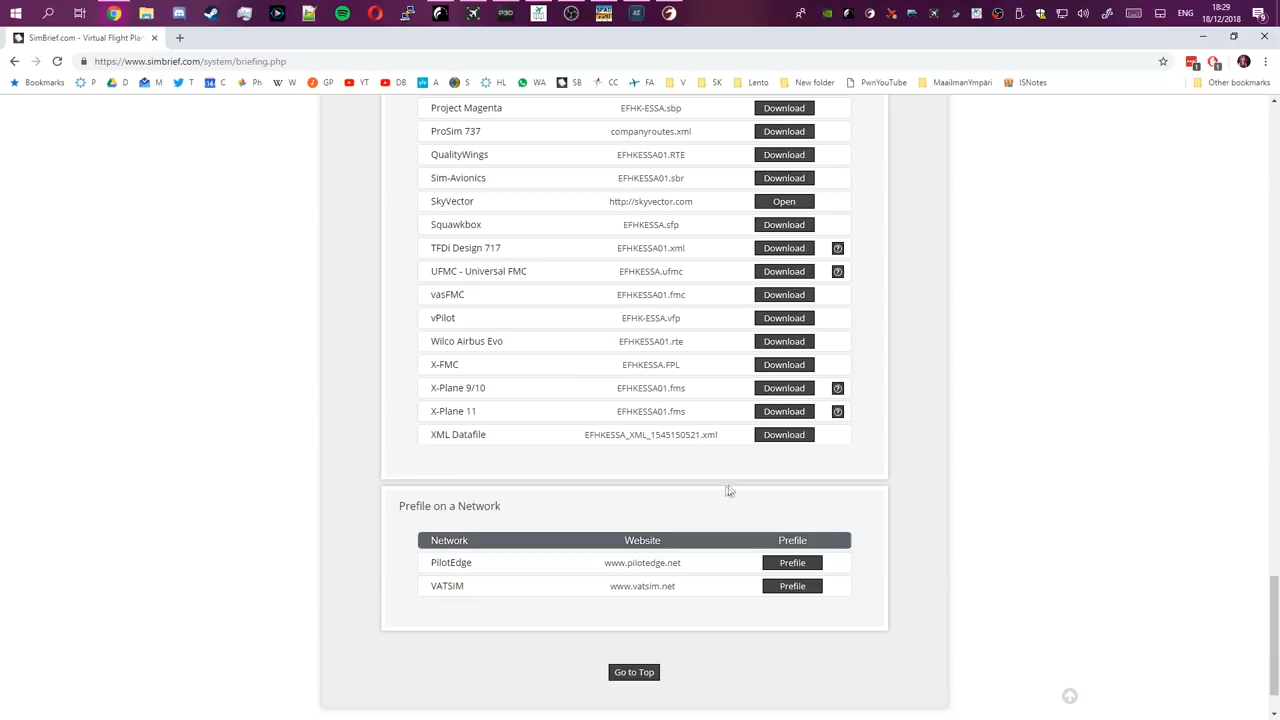 18:29
ENG
18/12/2018
SimBrief.com - Virtual Flight Plan
https://www.simbrief.com/system/briefing.php
Bookmarks P D M T C Ph W GP YT DB A S HL WA SB CC FA V SK Lento New folder PwnYouTube MaailmanYmpäri ISNotes Other bookmarks
Project Magenta EFHK-ESSA.sbp Download
ProSim 737 companyroutes.xml Download
QualityWings EFHKESSA01.RTE Download
Sim-Avionics EFHKESSA01.sbr Download
SkyVector http://skyvector.com Open
Squawkbox EFHKESSA.sfp Download
TFDi Design 717 EFHKESSA01.xml Download
UFMC - Universal FMC EFHKESSA.ufmc Download
vasFMC EFHKESSA01.fmc Download
vPilot EFHK-ESSA.vfp Download
Wilco Airbus Evo EFHKESSA01.rte Download
X-FMC EFHKESSA.FPL Download
X-Plane 9/10 EFHKESSA01.fms Download
X-Plane 11 EFHKESSA01.fms Download
XML Datafile EFHKESSA_XML_1545150521.xml Download
Prefile on a Network
Network Website Prefile
PilotEdge www.pilotedge.net Prefile
VATSIM www.vatsim.net Prefile
Go to Top